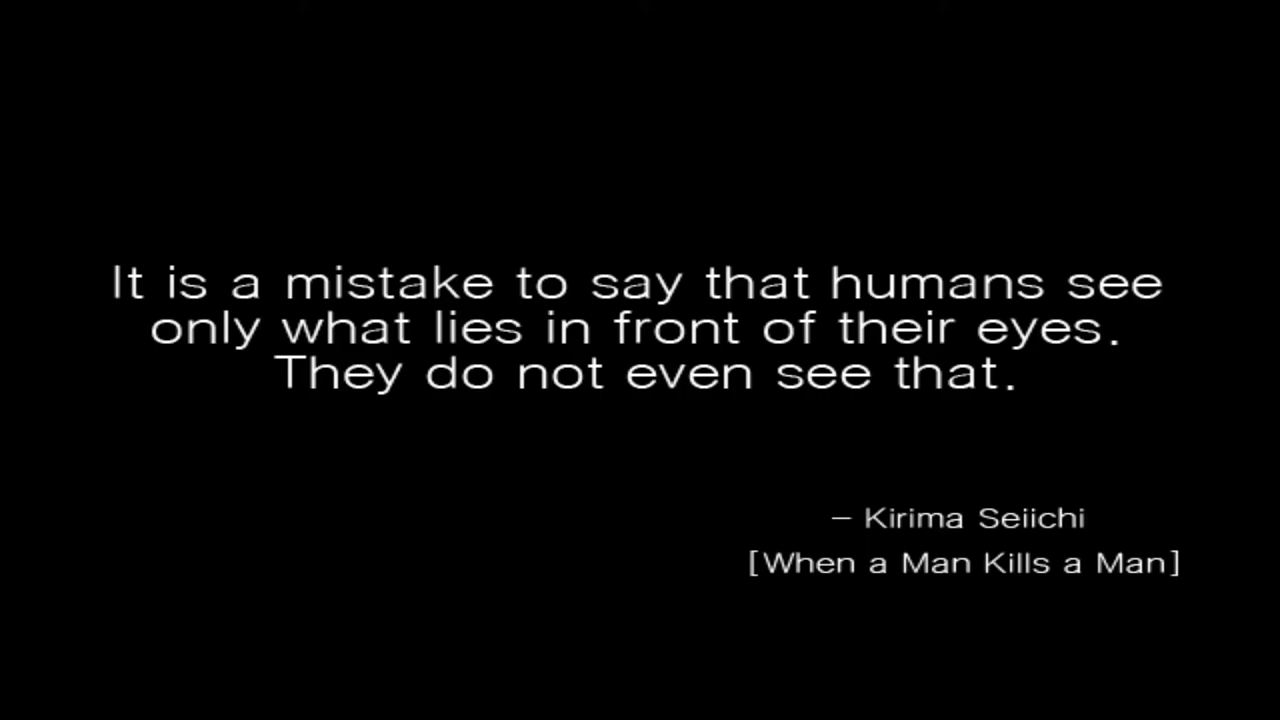 It is a mistake to say that humans see
only what lies in front of their eyes.
They do not even see that.
– Kirima Seiichi
[When a Man Kills a Man]